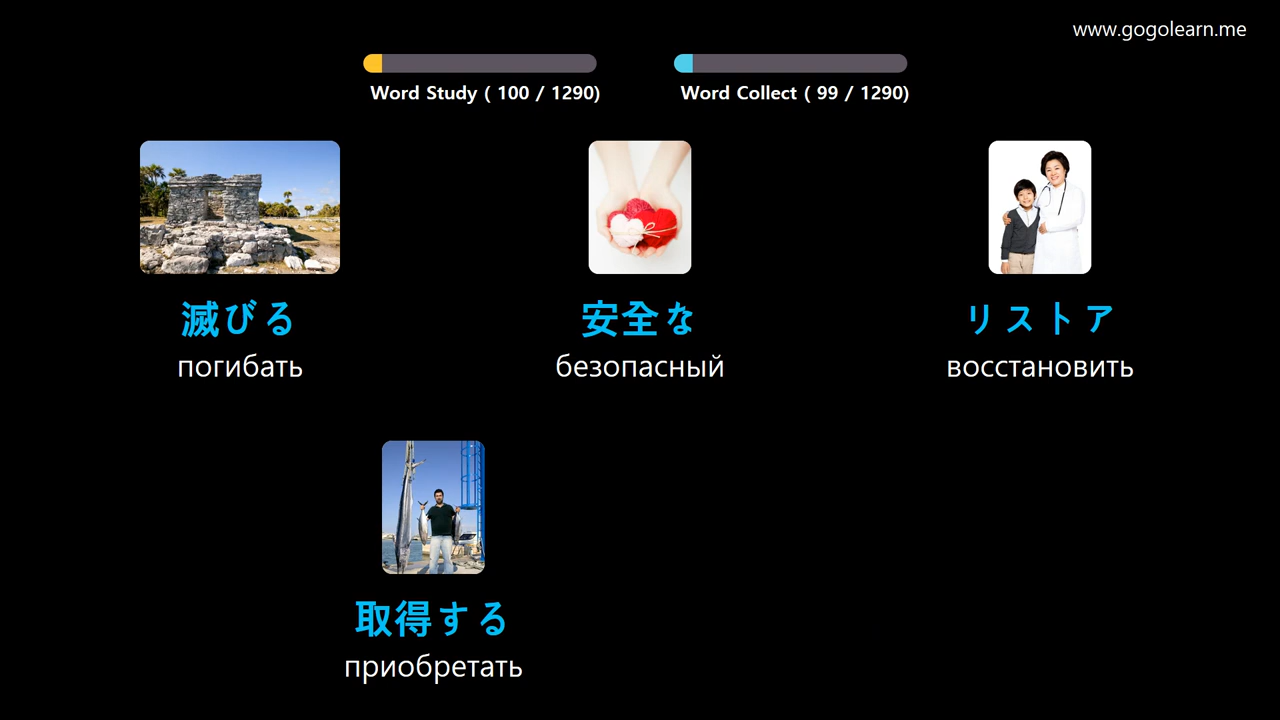 www.gogolearn.me
Word Study ( 100 / 1290)
Word Collect ( 99 / 1290)
滅びる
погибать
安全な
безопасный
リストア
восстановить
取得する
приобретать